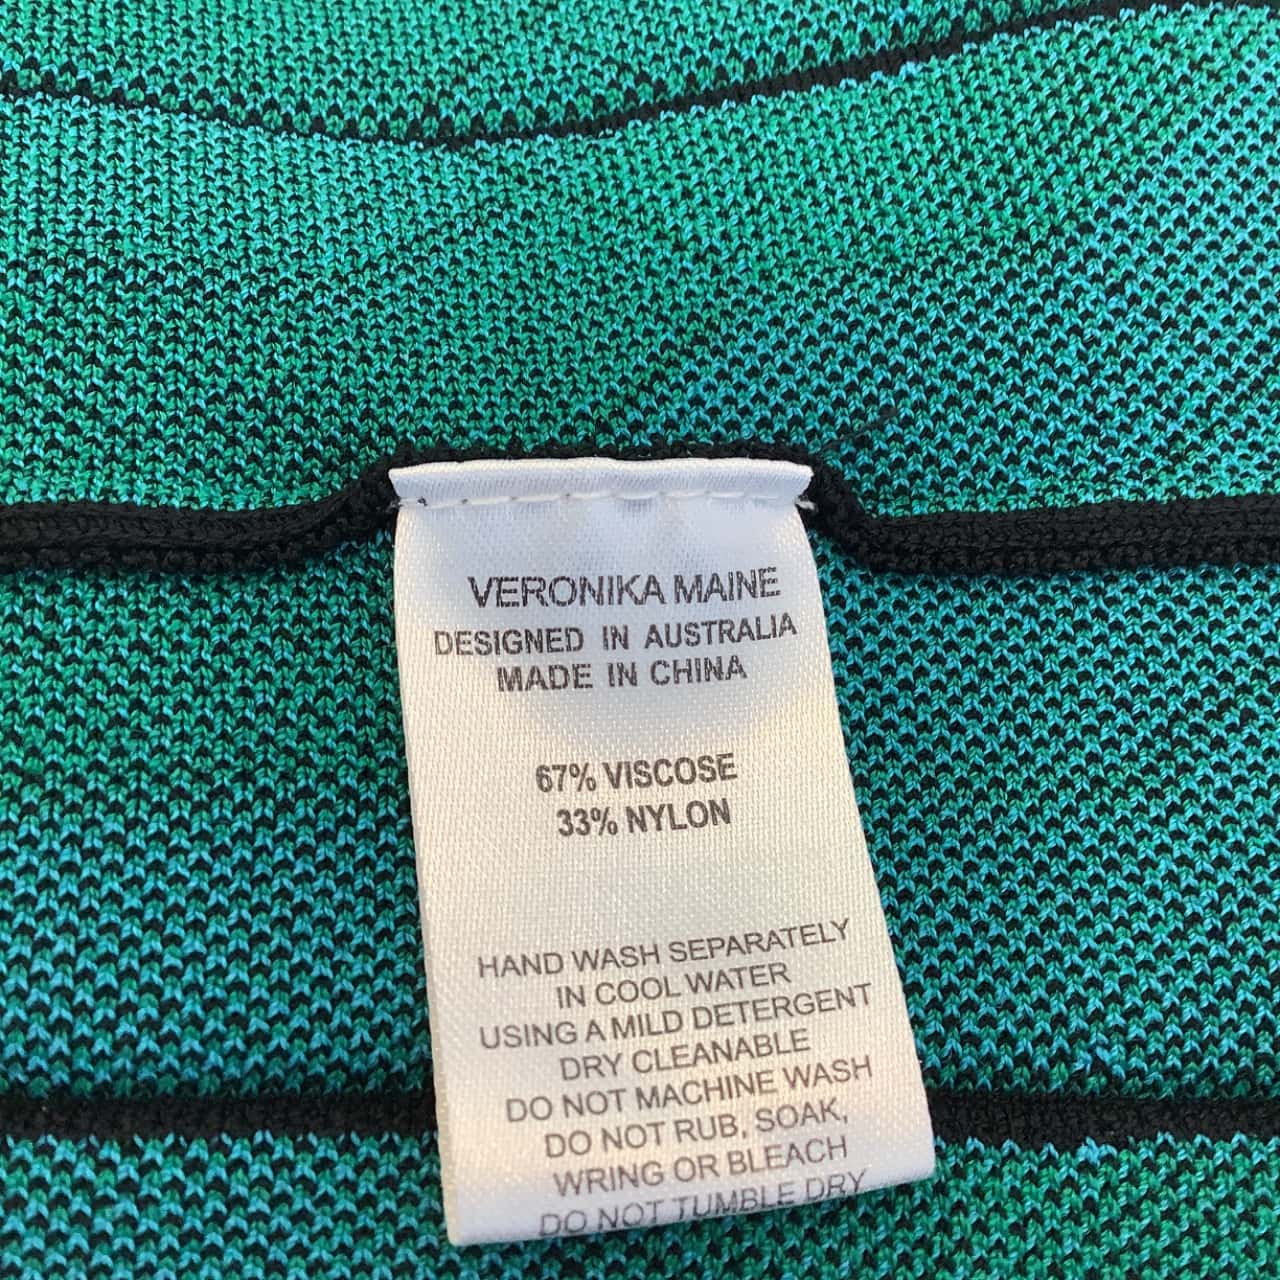 VERONIKA MAINE
DESIGNED IN AUSTRALIA
MADE IN CHINA
67% VISCOSE
33% NYLON
HAND WASH SEPARATELY
IN COOL WATER
USING A MILD DETERGENT
DRY CLEANABLE
DO NOT MACHINE WASH
DO NOT RUB, SOAK,
WRING OR BLEACH
DO NOT TUMBLE DRY